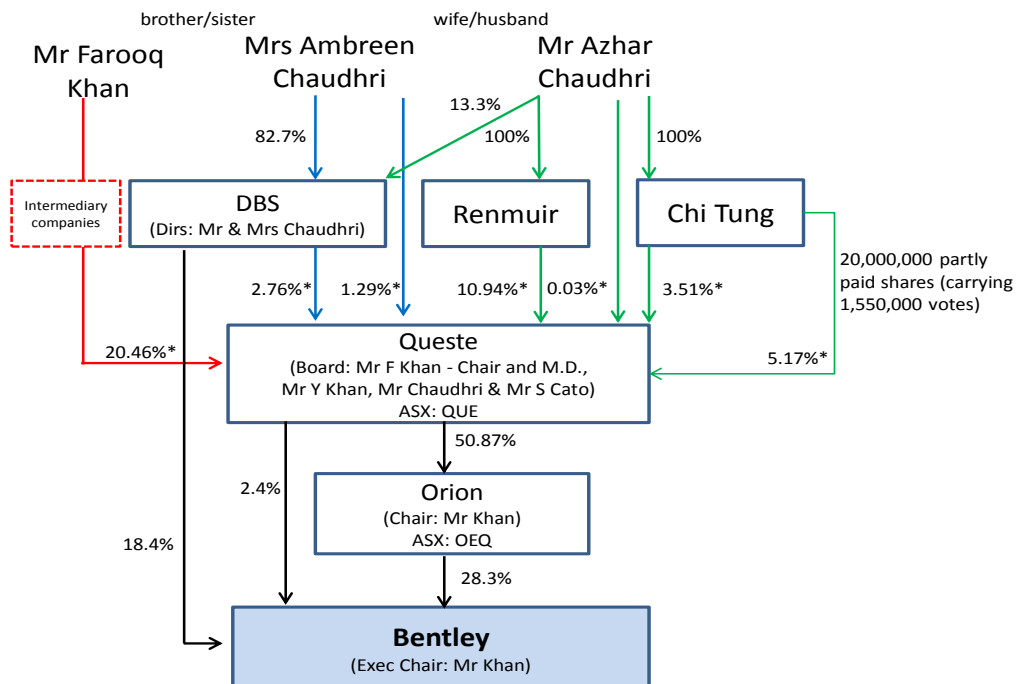 brother/sister
wife/husband
Mr Farooq
Khan
Mrs Ambreen
Chaudhri
Mr Azhar
Chaudhri
13.3%
82.7%
100%
100%
Intermediary
companies
DBS
(Dirs: Mr & Mrs Chaudhri)
Renmuir
Chi Tung
20,000,000 partly
paid shares (carrying
1,550,000 votes)
2.76%*
1.29%*
10.94%*
0.03%*
3.51%*
20.46%*
Queste
(Board: Mr F Khan - Chair and M.D.,
Mr Y Khan, Mr Chaudhri & Mr S Cato)
ASX: QUE
5.17%*
50.87%
2.4%
Orion
(Chair: Mr Khan)
ASX: OEQ
18.4%
28.3%
Bentley
(Exec Chair: Mr Khan)